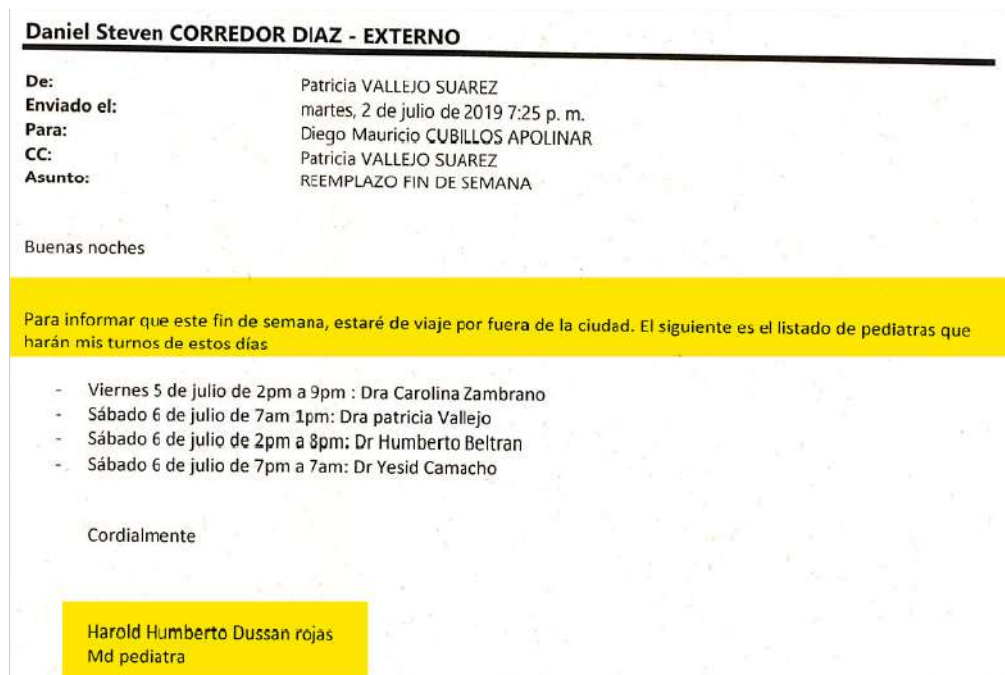 Daniel Steven CORREDOR DIAZ - EXTERNO
De: Patricia VALLEJO SUAREZ
Enviado el: martes, 2 de julio de 2019 7:25 p. m.
Para: Diego Mauricio CUBILLOS APOLINAR
CC: Patricia VALLEJO SUAREZ
Asunto: REEMPLAZO FIN DE SEMANA
Buenas noches
Para informar que este fin de semana, estaré de viaje por fuera de la ciudad. El siguiente es el listado de pediatras que
harán mis turnos de estos días
- Viernes 5 de julio de 2pm a 9pm : Dra Carolina Zambrano
- Sábado 6 de julio de 7am 1pm: Dra patricia Vallejo
- Sábado 6 de julio de 2pm a 8pm: Dr Humberto Beltran
- Sábado 6 de julio de 7pm a 7am: Dr Yesid Camacho
Cordialmente
Harold Humberto Dussan rojas
Md pediatra